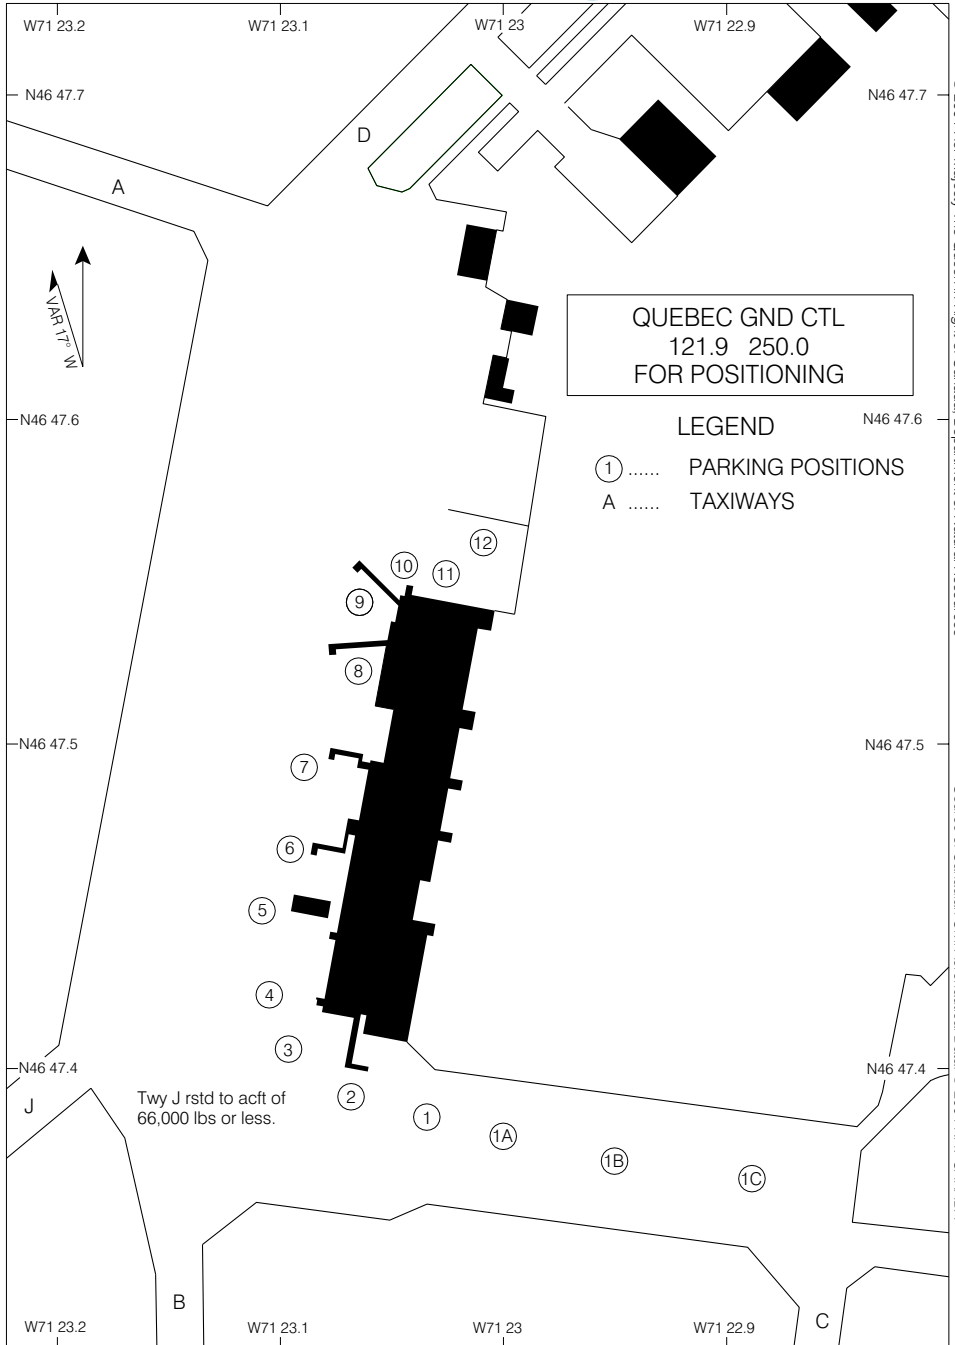 W71 23.2 W71 23.1 W71 23 W71 22.9
N46 47.7 N46 47.7
D
A
VAR 17° W
QUEBEC GND CTL
121.9 250.0
FOR POSITIONING
N46 47.6 N46 47.6
LEGEND
1 ...... PARKING POSITIONS
A ...... TAXIWAYS
12
10
11
9
8
N46 47.5 N46 47.5
7
6
5
4
3
N46 47.4 N46 47.4
J
Twy J rstd to acft of
66,000 lbs or less.
2
1
1A
1B
1C
B
C
W71 23.2 W71 23.1 W71 23 W71 22.9